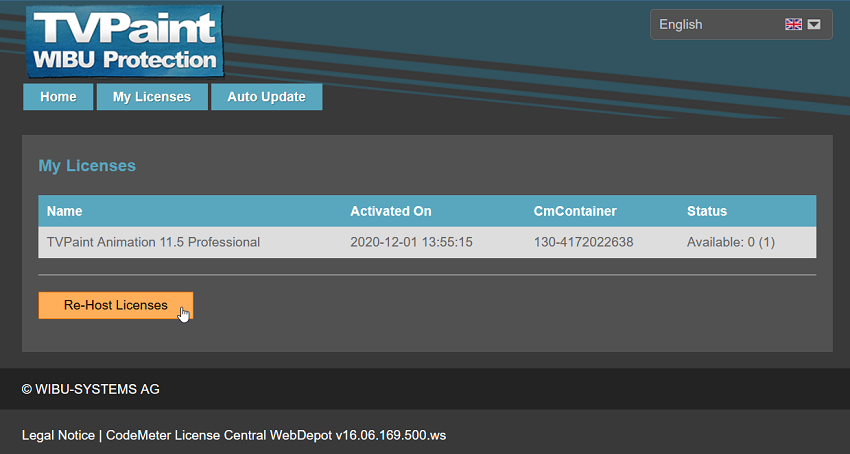 TVPaint
WIBU Protection
English
Home My Licenses Auto Update
My Licenses
Name Activated On CmContainer Status
TVPaint Animation 11.5 Professional 2020-12-01 13:55:15 130-4172022638 Available: 0 (1)
Re-Host Licenses
© WIBU-SYSTEMS AG
Legal Notice | CodeMeter License Central WebDepot v16.06.169.500.ws